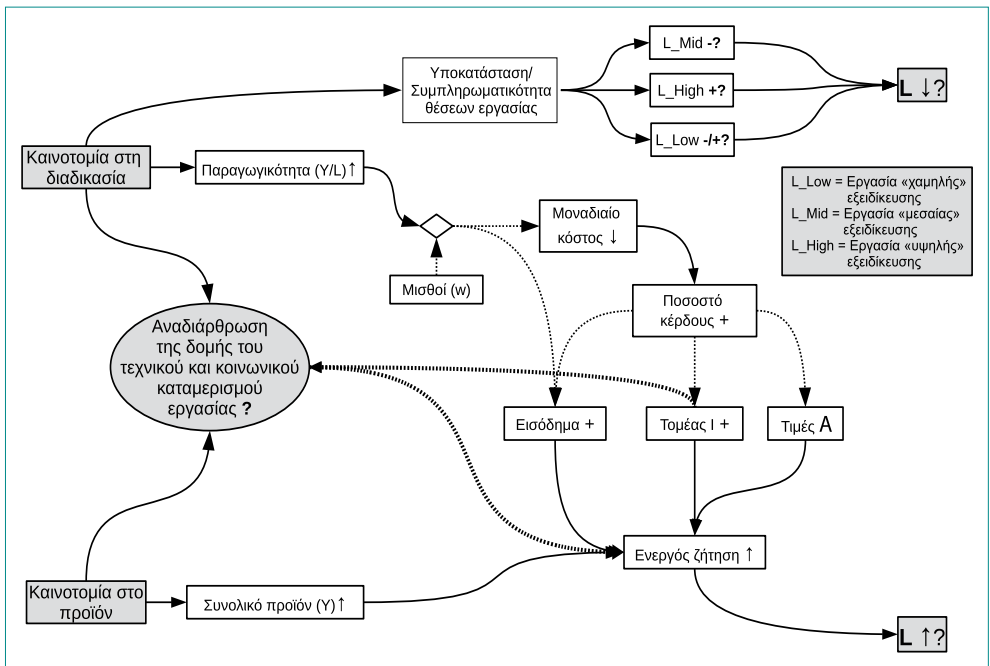 L_Mid -?
Υποκατάσταση/
Συμπληρωματικότητα
θέσεων εργασίας
L_High +?
L ↓?
L_Low -/+?
Καινοτομία στη
διαδικασία
Παραγωγικότητα (Y/L)↑
L_Low = Εργασία «χαμηλής»
εξειδίκευσης
L_Mid = Εργασία «μεσαίας»
εξειδίκευσης
L_High = Εργασία «υψηλής»
εξειδίκευσης
Μοναδιαίο
κόστος ↓
Μισθοί (w)
Ποσοστό
κέρδους +
Αναδιάρθρωση
της δομής του
τεχνικού και κοινωνικού
καταμερισμού
εργασίας ?
Εισόδημα +
Τομέας Ι +
Τιμές A
Ενεργός ζήτηση ↑
Καινοτομία στο
προϊόν
Συνολικό προϊόν (Y)↑
L ↑?